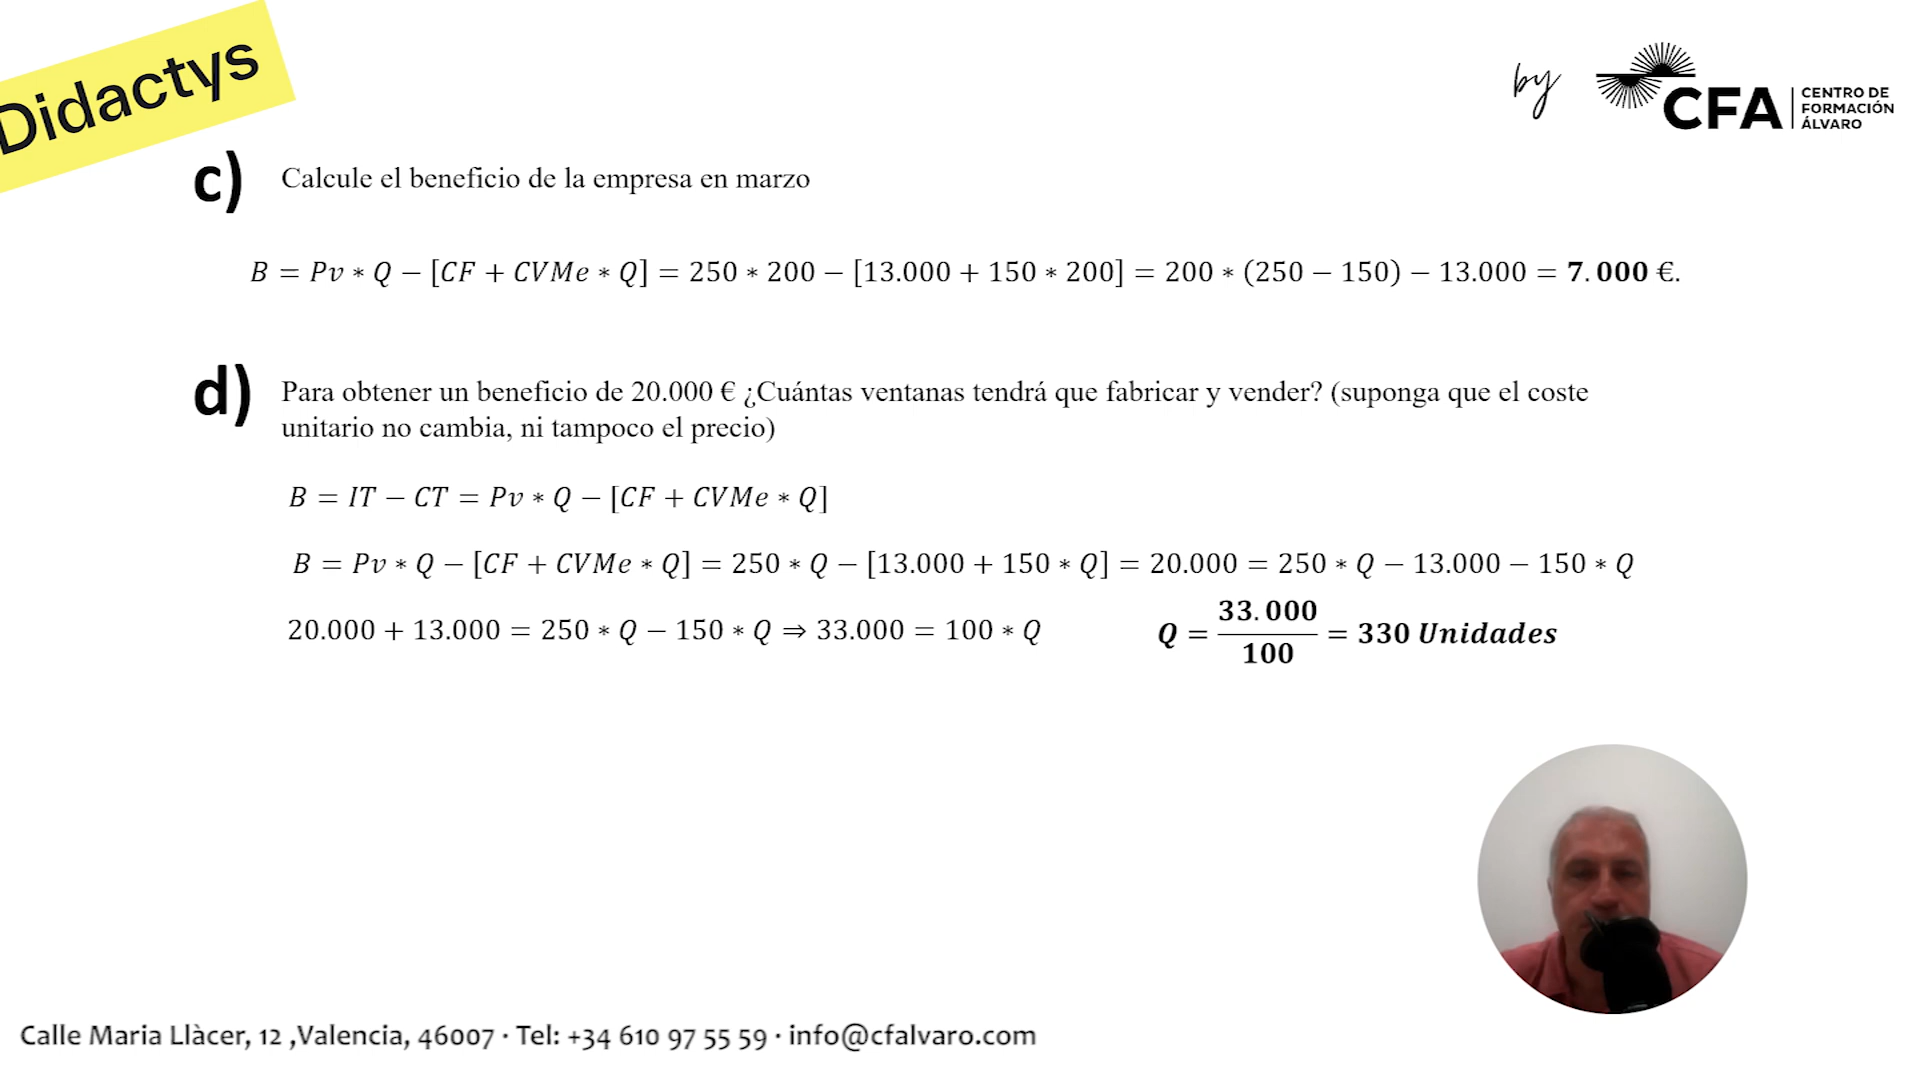 Didactys
by
CFA
CENTRO DE
FORMACIÓN
ÁLVARO
c) Calcule el beneficio de la empresa en marzo
B = Pv * Q − [CF + CVMe * Q] = 250 * 200 − [13.000 + 150 * 200] = 200 * (250 − 150) − 13.000 = 7.000 €.
d) Para obtener un beneficio de 20.000 € ¿Cuántas ventanas tendrá que fabricar y vender? (suponga que el coste
unitario no cambia, ni tampoco el precio)
B = IT − CT = Pv * Q − [CF + CVMe * Q]
B = Pv * Q − [CF + CVMe * Q] = 250 * Q − [13.000 + 150 * Q] = 20.000 = 250 * Q − 13.000 − 150 * Q
20.000 + 13.000 = 250 * Q − 150 * Q ⇒ 33.000 = 100 * Q
Q = 33.000 / 100 = 330 Unidades
Calle Maria Llàcer, 12 ,Valencia, 46007 · Tel: +34 610 97 55 59 · info@cfalvaro.com